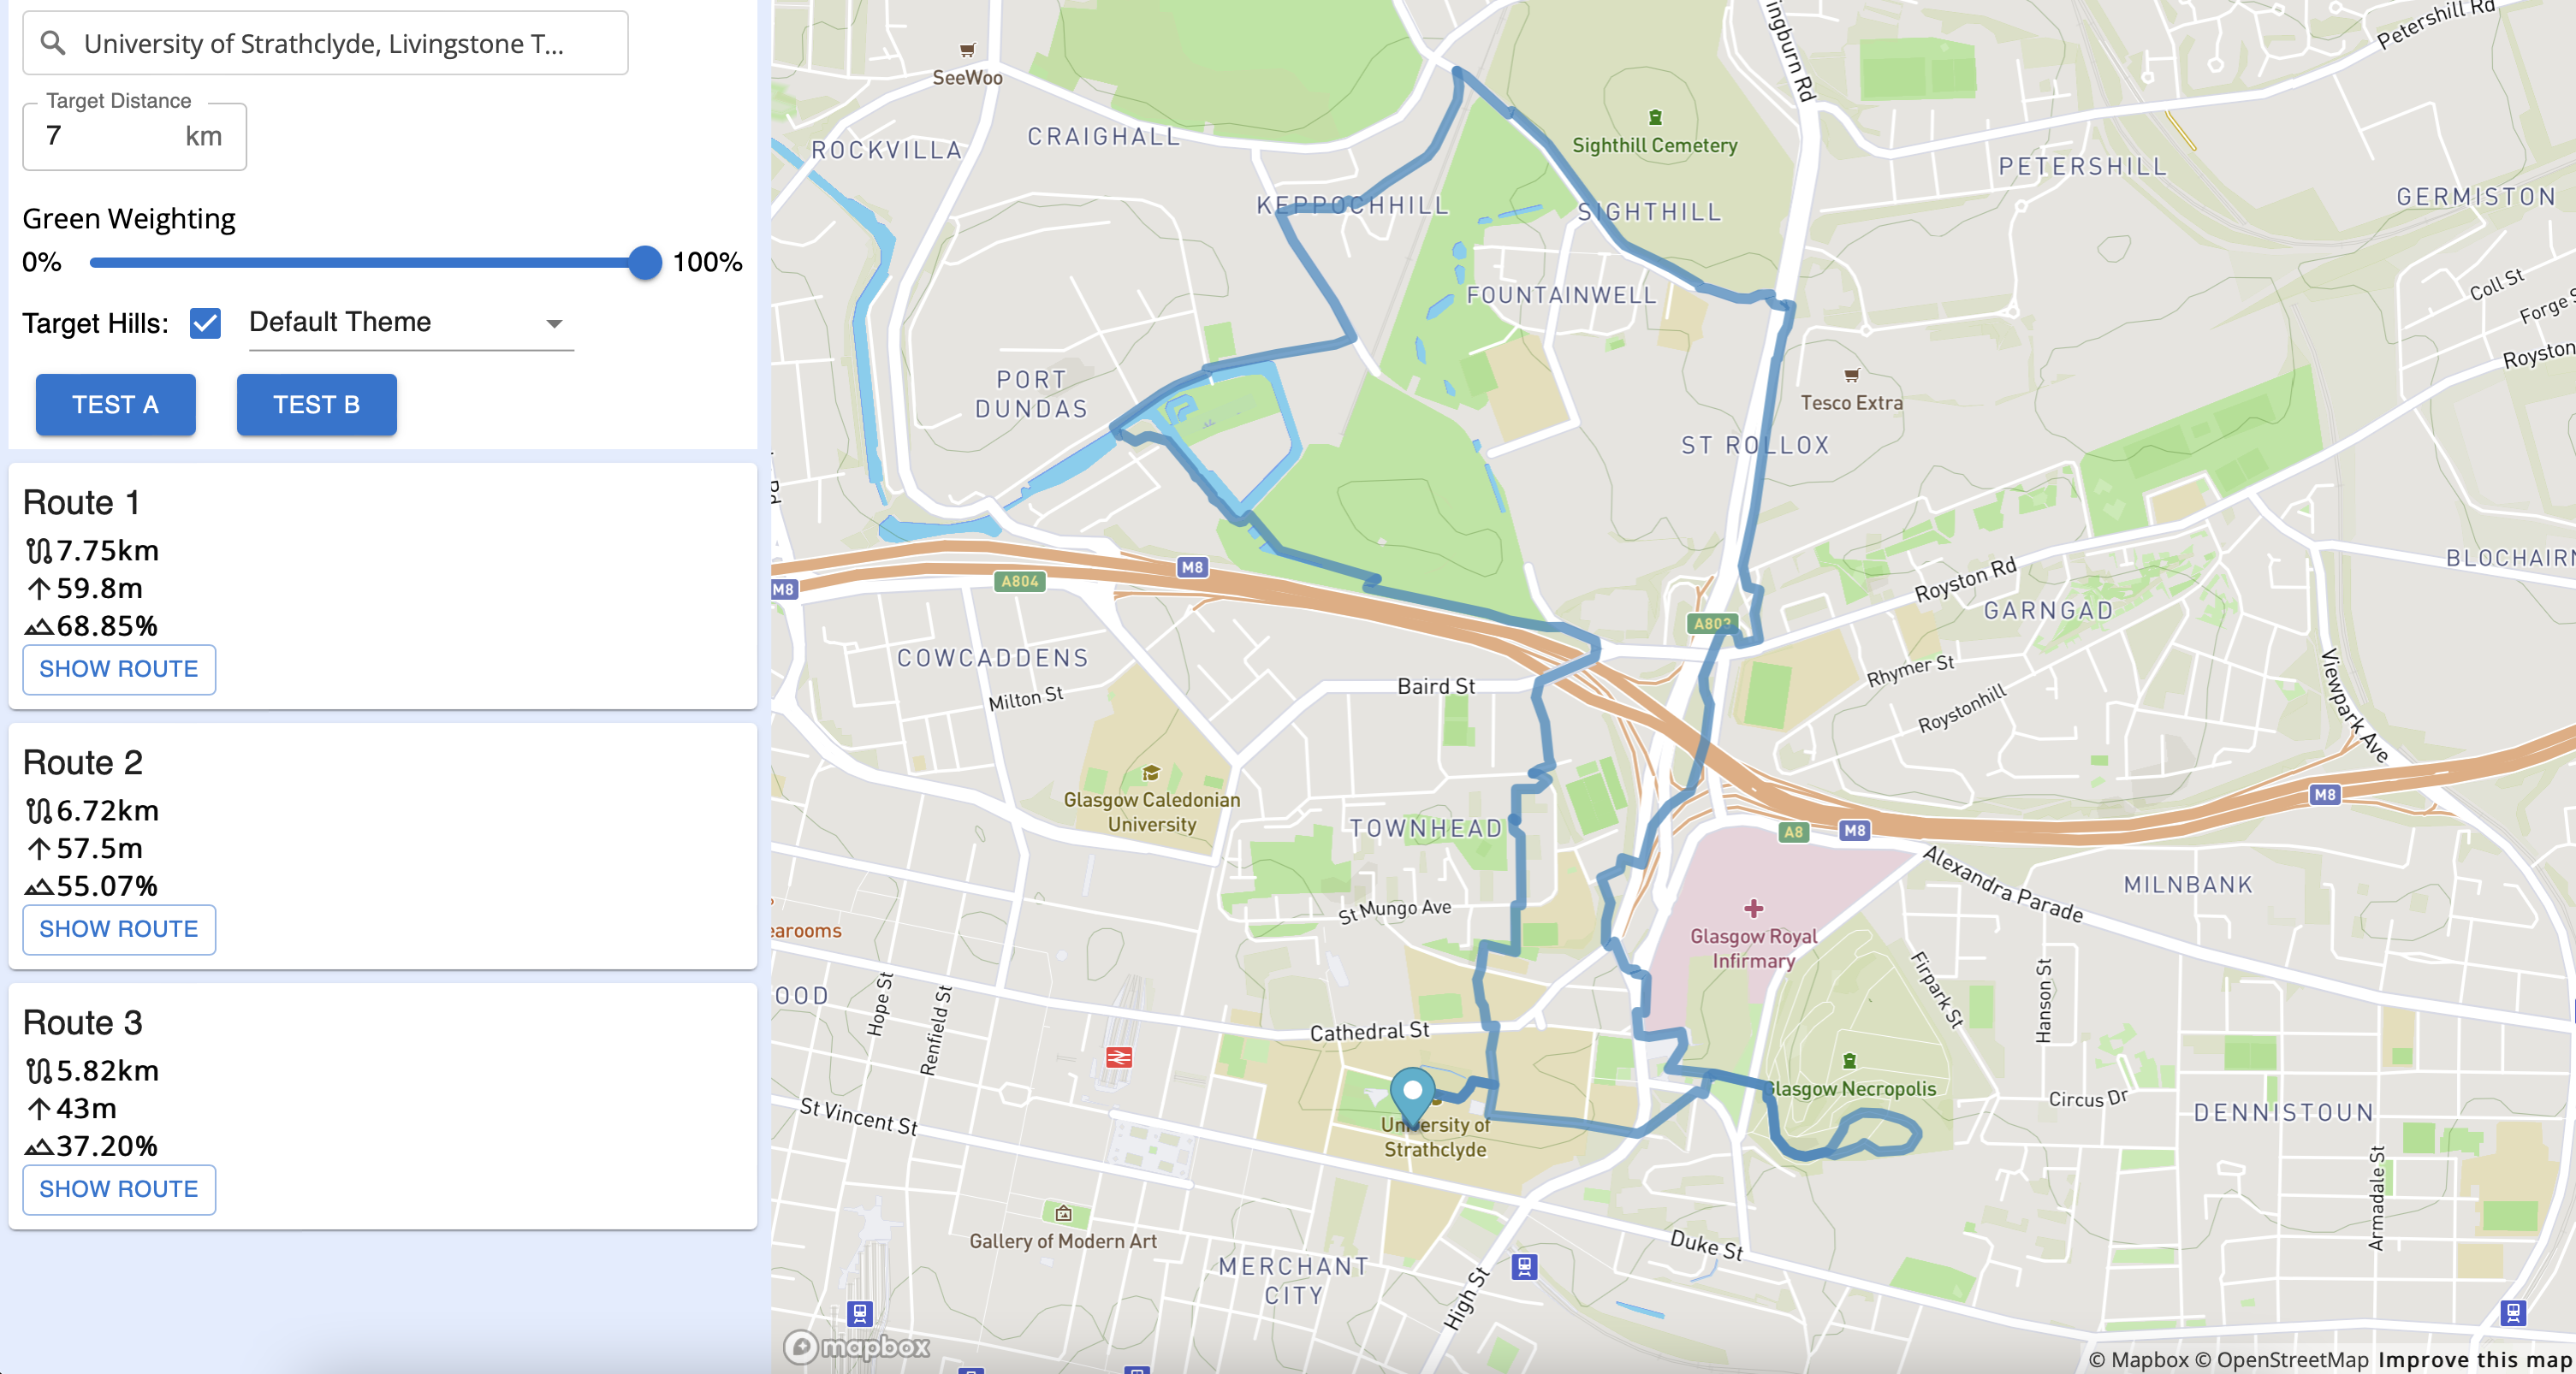 University of Strathclyde, Livingstone T...
Target Distance
7 km
Green Weighting
0% 100%
Target Hills: Default Theme
TEST A TEST B
Route 1
7.75km
59.8m
68.85%
SHOW ROUTE
Route 2
6.72km
57.5m
55.07%
SHOW ROUTE
Route 3
5.82km
43m
37.20%
SHOW ROUTE
SeeWoo
ROCKVILLA
CRAIGHALL
KEPPOCHHILL
Sighthill Cemetery
SIGHTHILL
ingburn Rd
Petershill Rd
PETERSHILL
GERMISTON
Coll St
Forge S
Royston
FOUNTAINWELL
PORT
DUNDAS
Tesco Extra
ST ROLLOX
M8
A804
M8
A803
Royston Rd
GARNGAD
BLOCHAIRN
COWCADDENS
Milton St
Baird St
Rhymer St
Roystonhill
Viewpark Ave
Glasgow Caledonian
University
TOWNHEAD
M8
A8
M8
Alexandra Parade
MILNBANK
St Mungo Ave
earooms
Glasgow Royal
Infirmary
Firpark St
Hanson St
OOD
Hope St
Renfield St
Cathedral St
Glasgow Necropolis
Circus Dr
DENNISTOUN
St Vincent St
University of
Strathclyde
Armadale St
Gallery of Modern Art
Duke St
MERCHANT
CITY
High St
mapbox
© Mapbox © OpenStreetMap Improve this map